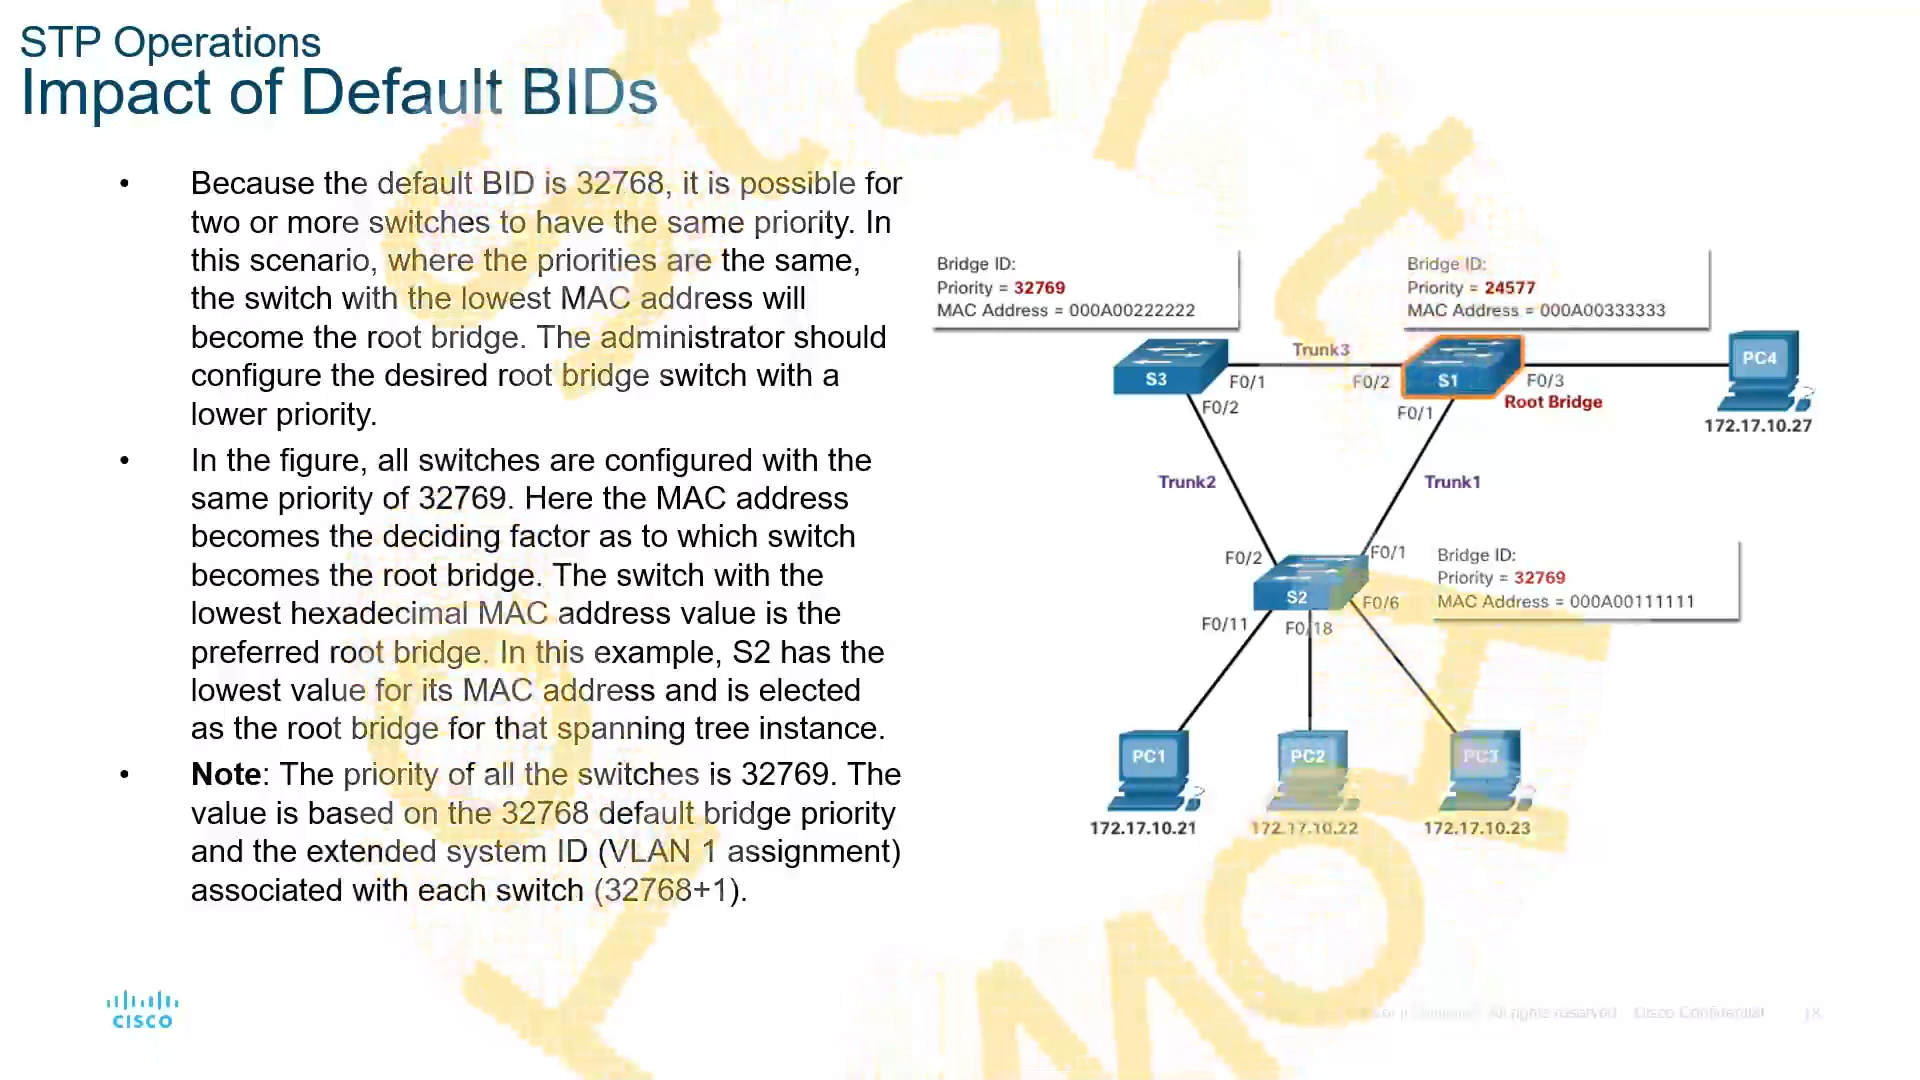 STP Operations
Impact of Default BIDs
• Because the default BID is 32768, it is possible for
two or more switches to have the same priority. In
this scenario, where the priorities are the same,
the switch with the lowest MAC address will
become the root bridge. The administrator should
configure the desired root bridge switch with a
lower priority.
• In the figure, all switches are configured with the
same priority of 32769. Here the MAC address
becomes the deciding factor as to which switch
becomes the root bridge. The switch with the
lowest hexadecimal MAC address value is the
preferred root bridge. In this example, S2 has the
lowest value for its MAC address and is elected
as the root bridge for that spanning tree instance.
• Note: The priority of all the switches is 32769. The
value is based on the 32768 default bridge priority
and the extended system ID (VLAN 1 assignment)
associated with each switch (32768+1).
Bridge ID:
Priority = 32769
MAC Address = 000A00222222
Bridge ID:
Priority = 24577
MAC Address = 000A00333333
S3
F0/1
F0/2
Trunk3
F0/2
S1
F0/1
F0/3
Root Bridge
PC4
172.17.10.27
Trunk2
Trunk1
F0/2
F0/1
S2
F0/6
F0/11
F0/18
Bridge ID:
Priority = 32769
MAC Address = 000A00111111
PC1
172.17.10.21
PC2
172.17.10.22
PC3
172.17.10.23
CISCO
All rights reserved. Cisco Confidential
18